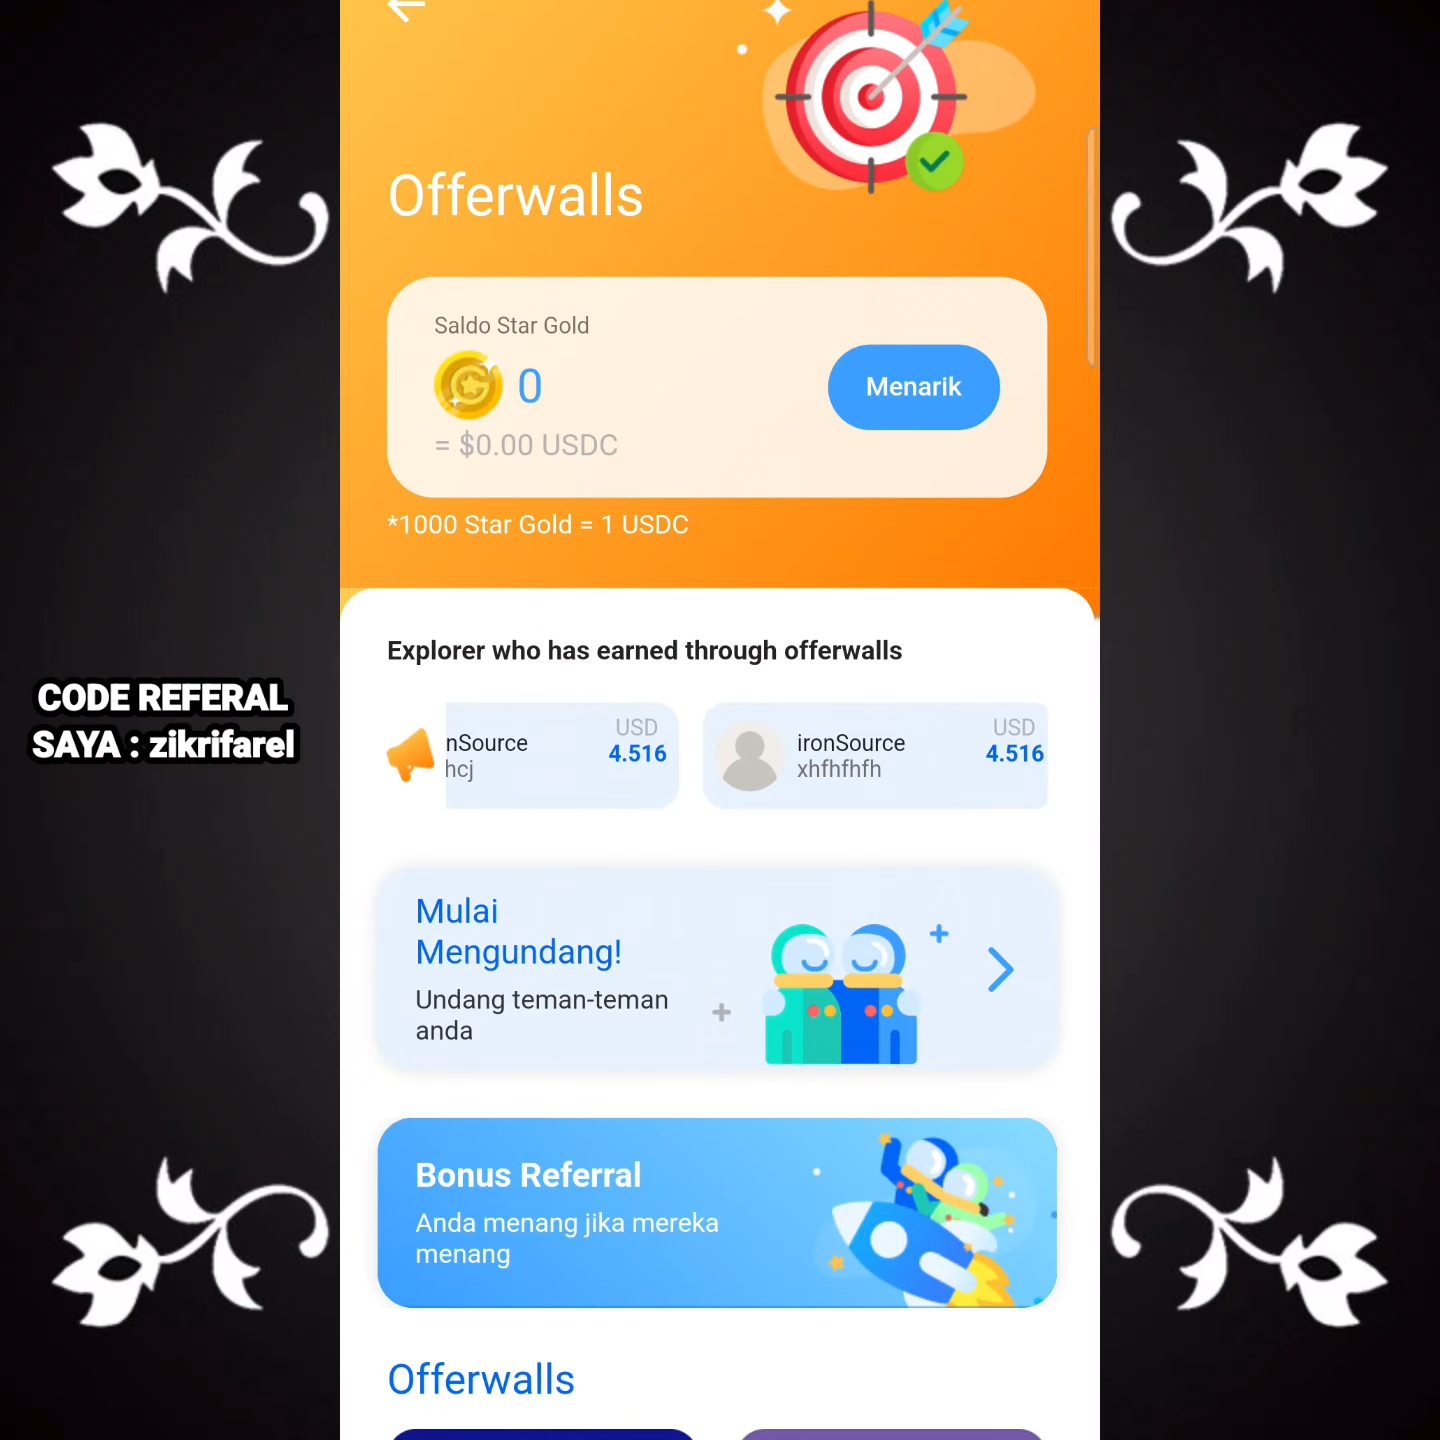 Offerwalls
Saldo Star Gold
0
Menarik
= $0.00 USDC
*1000 Star Gold = 1 USDC
Explorer who has earned through offerwalls
nSource
hcj
USD
4.516
ironSource
xhfhfhfh
USD
4.516
CODE REFERAL
SAYA : zikrifarel
Mulai
Mengundang!
Undang teman-teman
anda
Bonus Referral
Anda menang jika mereka
menang
Offerwalls